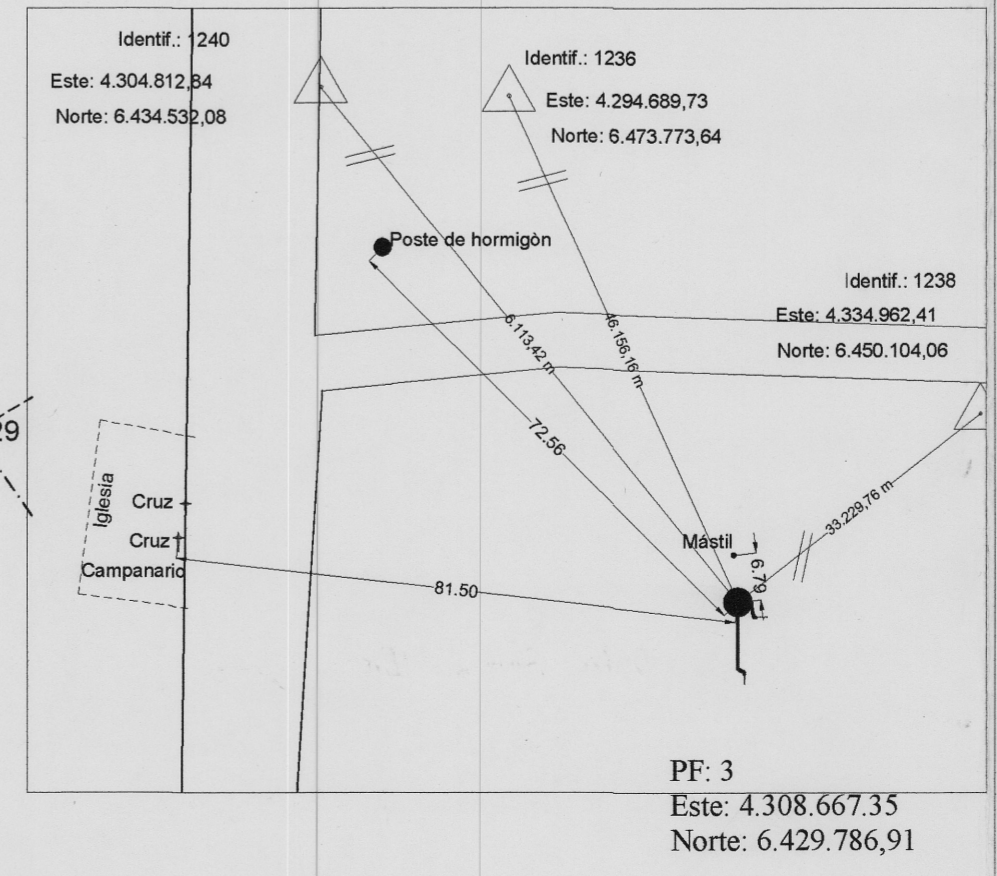 Identif.: 1240
Este: 4.304.812,84
Norte: 6.434.532,08
Identif.: 1236
Este: 4.294.689,73
Norte: 6.473.773,64
Poste de hormigòn
Identif.: 1238
Este: 4.334.962,41
Norte: 6.450.104,06
6.113,42 m
46.156,16 m
72.56
33.229,76 m
29
Iglesia
Cruz
Cruz
Campanario
Mástil
6.79
81.50
PF: 3
Este: 4.308.667.35
Norte: 6.429.786,91